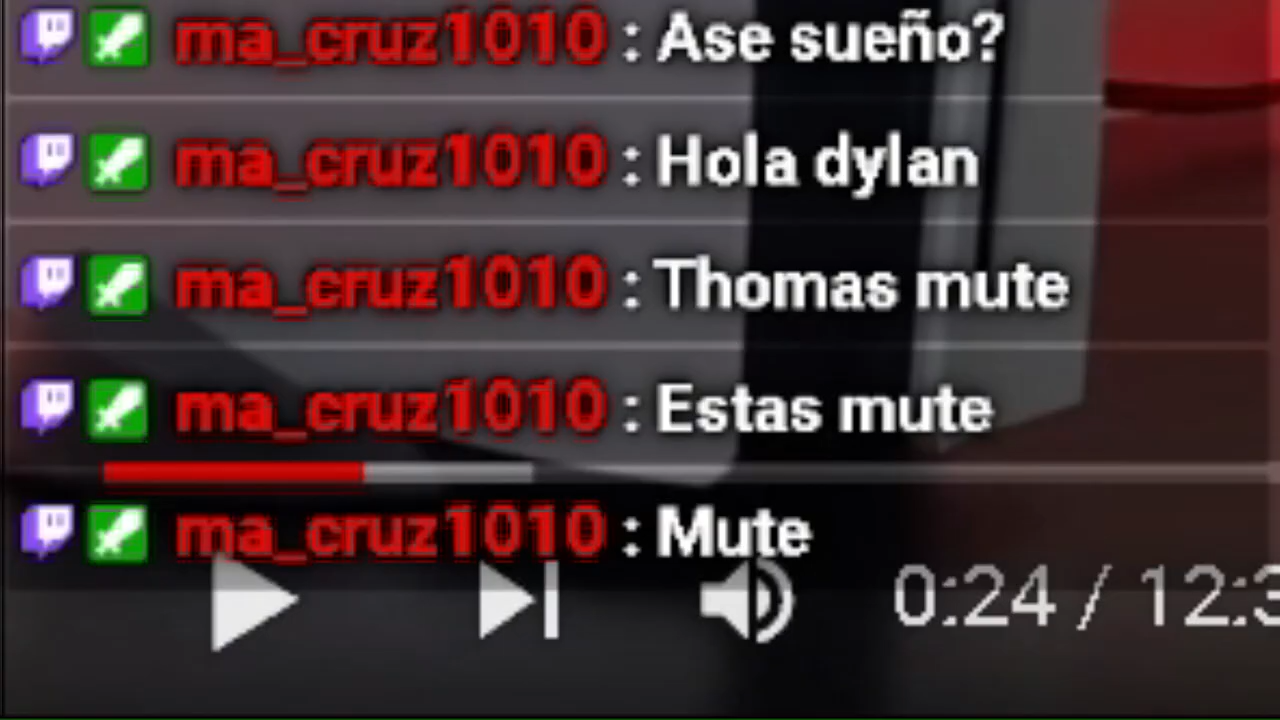 ma_cruz1010 : Ase sueño?
ma_cruz1010 : Hola dylan
ma_cruz1010 : Thomas mute
ma_cruz1010 : Estas mute
ma_cruz1010 : Mute
0:24 / 12:3